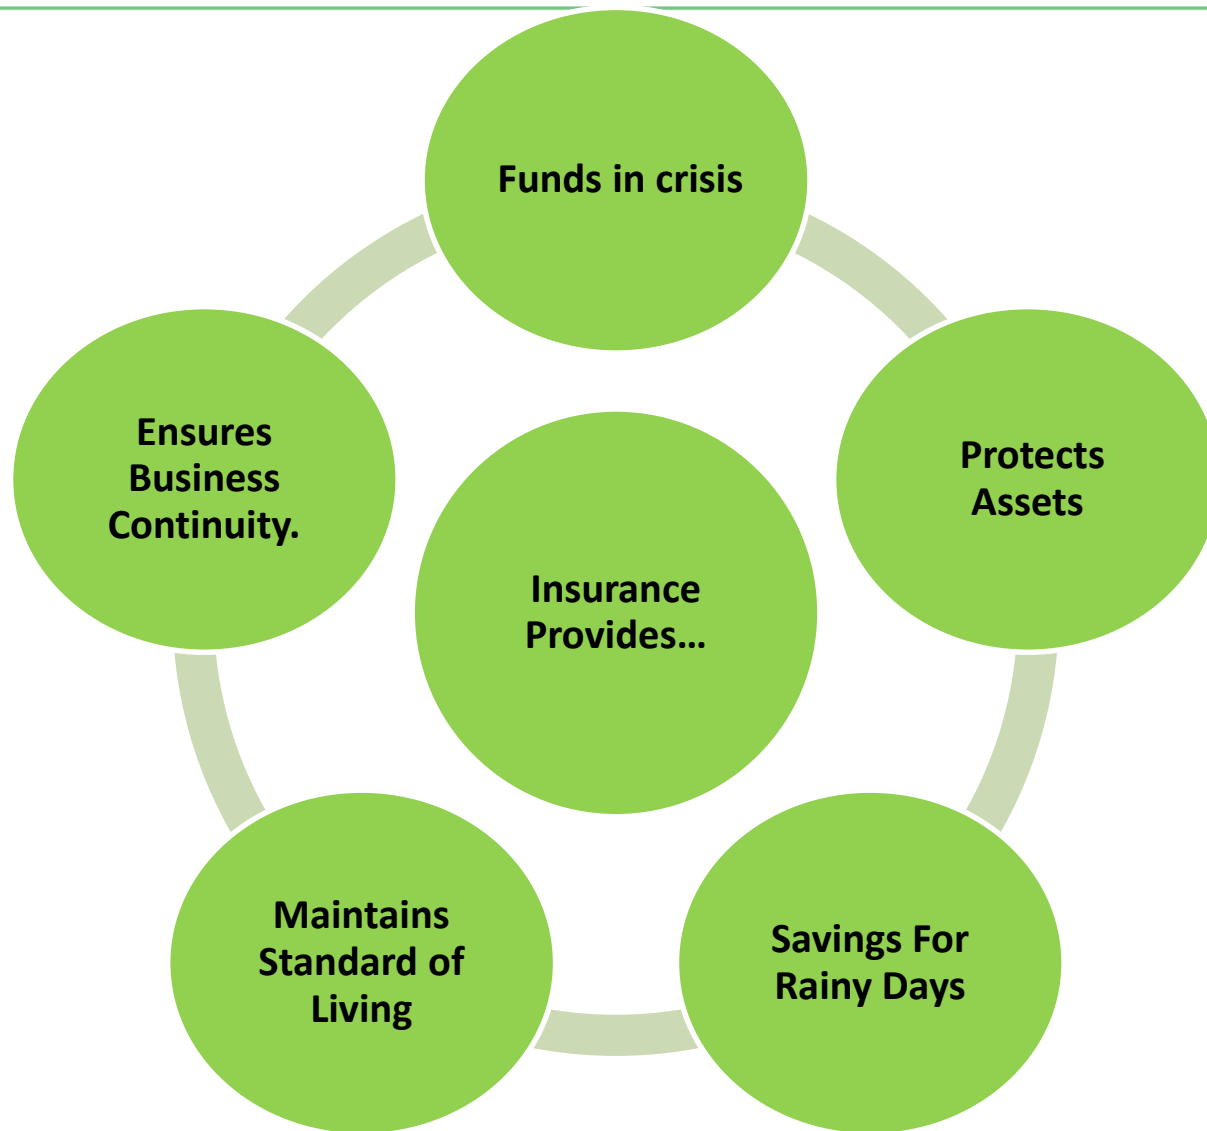 Funds in crisis
Protects
Assets
Savings For
Rainy Days
Maintains
Standard of
Living
Ensures
Business
Continuity.
Insurance
Provides…